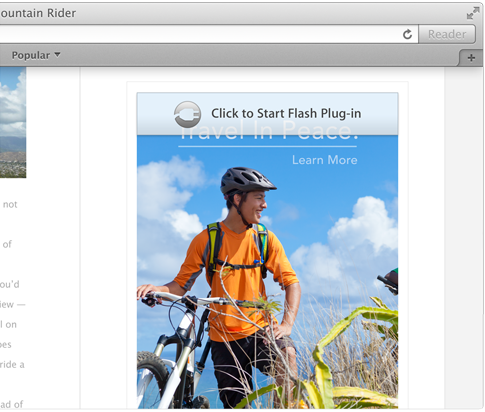 ountain Rider
Reader
Popular
+
Click to Start Flash Plug-in
Travel In Peace.
Learn More
not
of
ou'd
iew —
l on
es
ride a
ad of